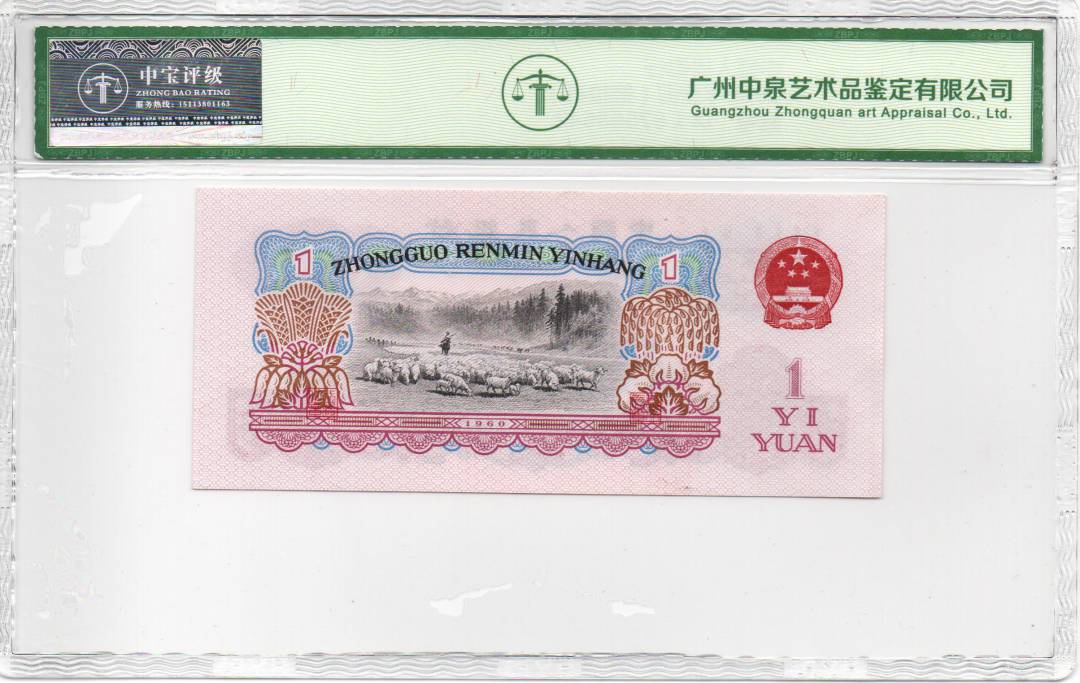 中宝评级
ZHONG BAO RATING
服务热线: 15113801163
广州中泉艺术品鉴定有限公司
Guangzhou Zhongquan art Appraisal Co., Ltd.
ZHONGGUO RENMIN YINHANG
1
1
1960
1
YI
YUAN